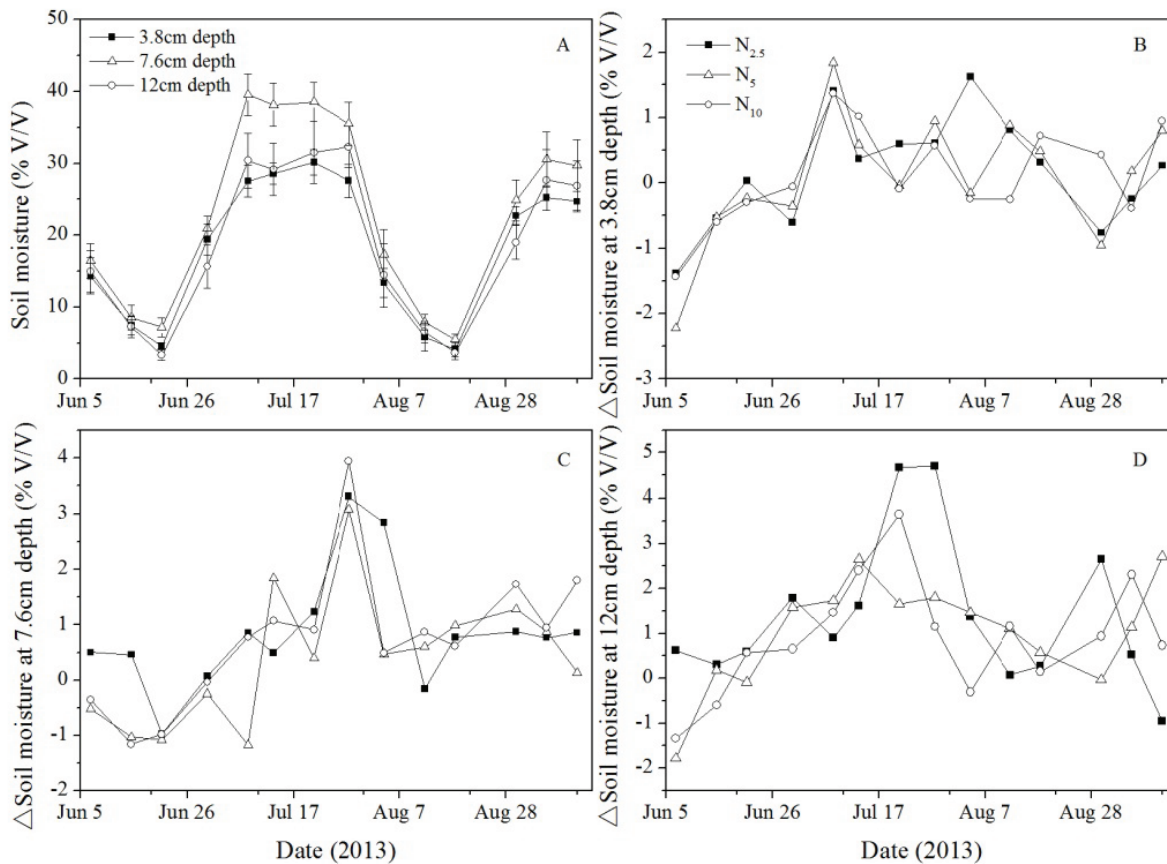 Soil moisture (% V/V)
50
40
30
20
10
0
3.8cm depth
7.6cm depth
12cm depth
A
Jun 5
Jun 26
Jul 17
Aug 7
Aug 28
△Soil moisture at 3.8cm depth (% V/V)
2
1
0
-1
-2
-3
N2.5
N5
N10
B
Jun 5
Jun 26
Jul 17
Aug 7
Aug 28
△Soil moisture at 7.6cm depth (% V/V)
4
3
2
1
0
-1
-2
C
Jun 5
Jun 26
Jul 17
Aug 7
Aug 28
Date (2013)
△Soil moisture at 12cm depth (% V/V)
5
4
3
2
1
0
-1
-2
D
Jun 5
Jun 26
Jul 17
Aug 7
Aug 28
Date (2013)